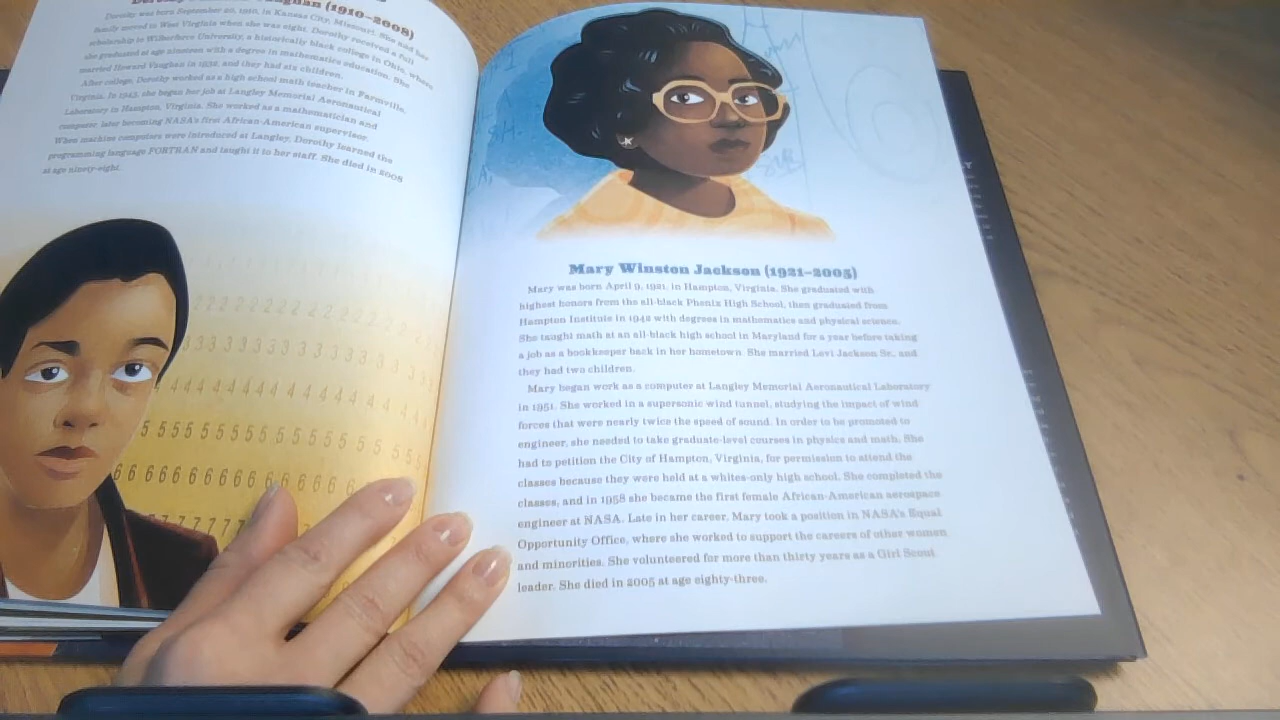 Vaughan (1910–2008)
Dorothy was born September 20, 1910, in Kansas City, Missouri. She and her
family moved to West Virginia when she was eight. Dorothy received a full
scholarship to Wilberforce University, a historically black college in Ohio, where
she graduated at age nineteen with a degree in mathematics education. She
married Howard Vaughan in 1932, and they had six children.
After college, Dorothy worked as a high school math teacher in Farmville,
Virginia. In 1943, she began her job at Langley Memorial Aeronautical
Laboratory in Hampton, Virginia. She worked as a mathematician and
computer, later becoming NASA's first African-American supervisor.
When machine computers were introduced at Langley, Dorothy learned the
programming language FORTRAN and taught it to her staff. She died in 2008
at age ninety-eight.
Mary Winston Jackson (1921–2005)
Mary was born April 9, 1921, in Hampton, Virginia. She graduated with
highest honors from the all-black Phenix High School, then graduated from
Hampton Institute in 1942 with degrees in mathematics and physical science.
She taught math at an all-black high school in Maryland for a year before taking
a job as a bookkeeper back in her hometown. She married Levi Jackson Sr., and
they had two children.
Mary began work as a computer at Langley Memorial Aeronautical Laboratory
in 1951. She worked in a supersonic wind tunnel, studying the impact of wind
forces that were nearly twice the speed of sound. In order to be promoted to
engineer, she needed to take graduate-level courses in physics and math. She
had to petition the City of Hampton, Virginia, for permission to attend the
classes because they were held at a whites-only high school. She completed the
classes, and in 1958 she became the first female African-American aerospace
engineer at NASA. Late in her career, Mary took a position in NASA's Equal
Opportunity Office, where she worked to support the careers of other women
and minorities. She volunteered for more than thirty years as a Girl Scout
leader. She died in 2005 at age eighty-three.